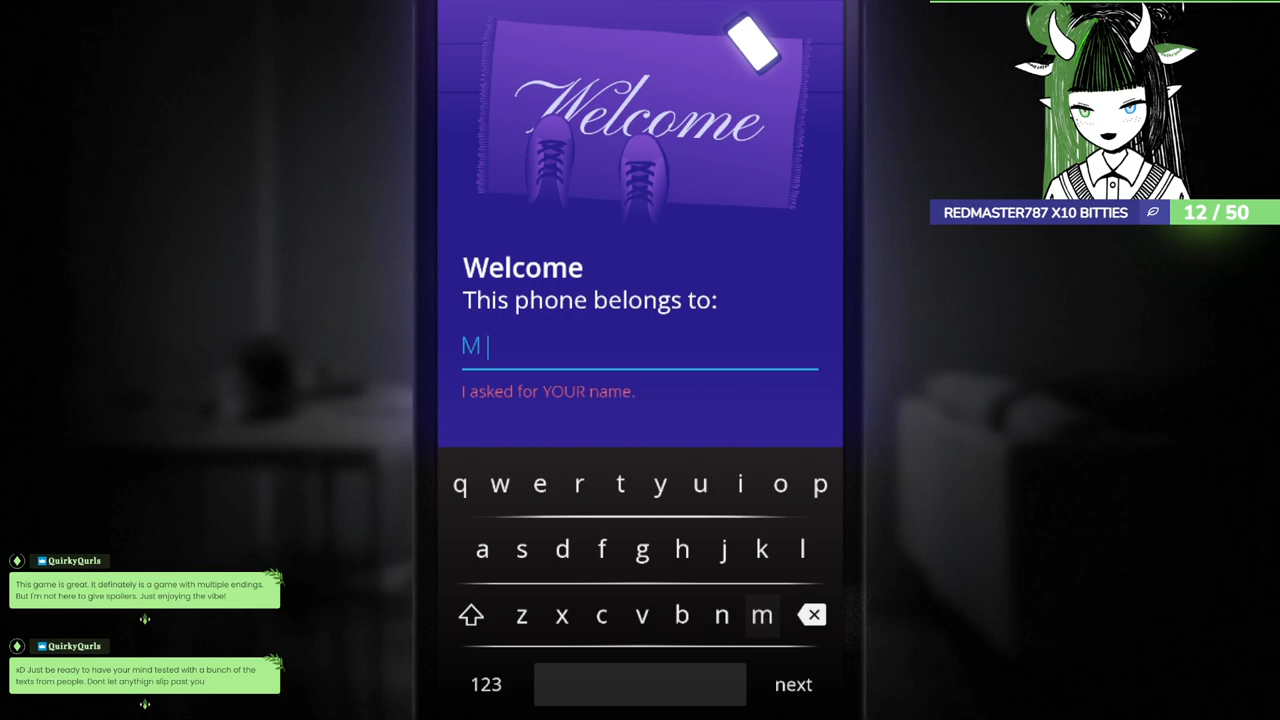 Welcome
REDMASTER787 X10 BITTIES 12 / 50
Welcome
This phone belongs to:
M
I asked for YOUR name.
q w e r t y u i o p
a s d f g h j k l
z x c v b n m
123 next
QuirkyQurls
This game is great. It definately is a game with multiple endings.
But I'm not here to give spoilers. Just enjoying the vibe!
QuirkyQurls
xD Just be ready to have your mind tested with a bunch of the
texts from people. Dont let anythign slip past you